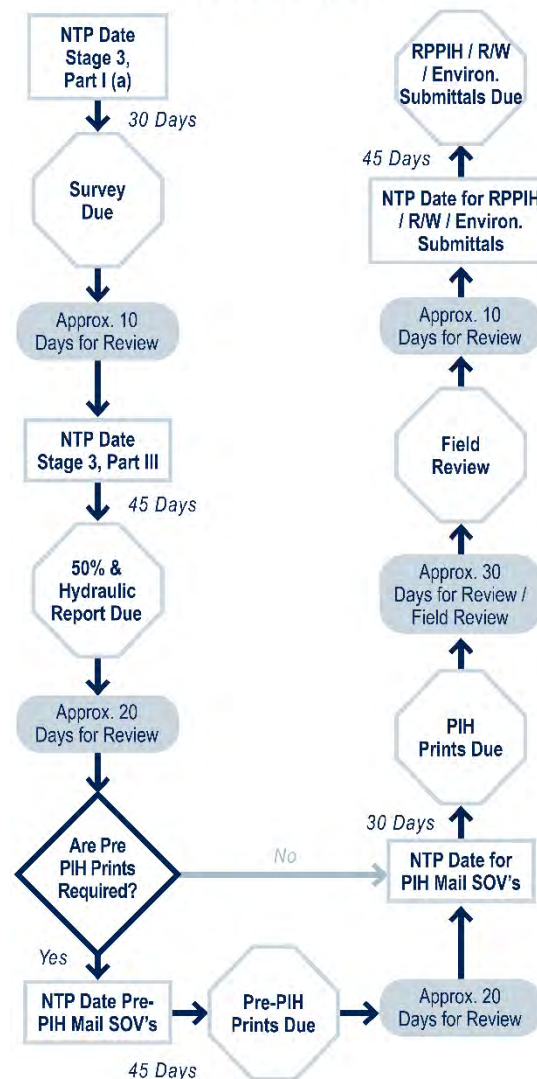 NTP Date
Stage 3,
Part I (a)
30 Days
Survey
Due
Approx. 10
Days for Review
NTP Date
Stage 3, Part III
45 Days
50% &
Hydraulic
Report Due
Approx. 20
Days for Review
Are Pre
PIH Prints
Required?
No
Yes
NTP Date Pre-
PIH Mail SOV's
45 Days
Pre-PIH
Prints Due
Approx. 20
Days for Review
NTP Date for
PIH Mail SOV's
30 Days
PIH
Prints Due
Approx. 30
Days for Review /
Field Review
Field
Review
Approx. 10
Days for Review
NTP Date for RPPIH
/ R/W / Environ.
Submittals
45 Days
RPPIH / R/W
/ Environ.
Submittals Due